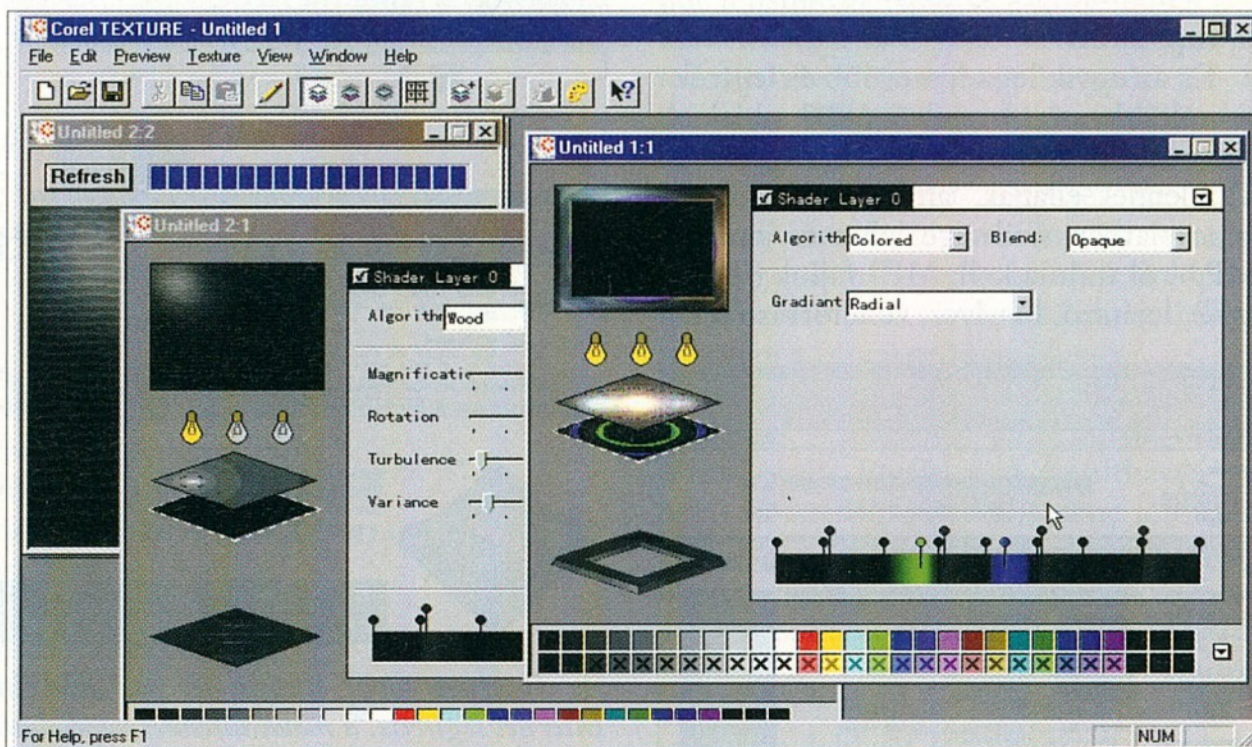 Corel TEXTURE - Untitled 1
File Edit Preview Texture View Window Help
Untitled 2:2
Refresh
Untitled 2:1
Shader Layer 0
Algorithm
Wood
Magnificatio
Rotation
Turbulence
Variance
Untitled 1:1
Shader Layer 0
Algorithm
Colored
Blend:
Opaque
Gradiant
Radial
For Help, press F1
NUM